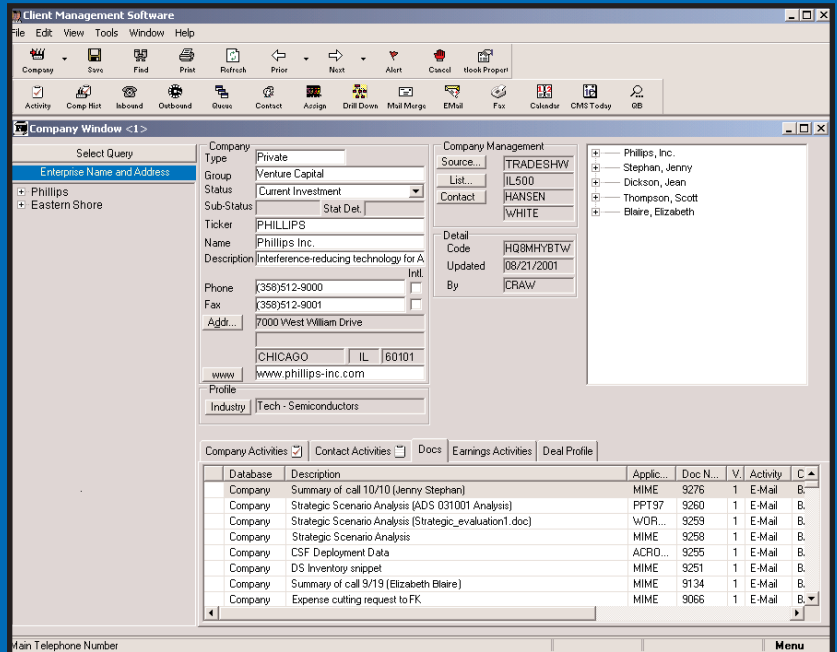 Client Management Software
File Edit View Tools Window Help
Company Save Find Print Refresh Prior Next Alert Cancel tlook Propert
Activity Comp Hist Inbound Outbound Queue Contact Assign Drill Down Mail Merge EMail Fax Calendar CMS Today QB
Company Window <1>
Select Query
Enterprise Name and Address
Phillips
Eastern Shore
Company
Type Private
Group Venture Capital
Status Current Investment
Sub-Status Stat Det.
Ticker PHILLIPS
Name Phillips Inc.
Description Interference-reducing technology for A
Intl.
Phone (358)512-9000
Fax (358)512-9001
Addr... 7000 West William Drive
CHICAGO IL 60101
www www.phillips-inc.com
Profile
Industry Tech - Semiconductors
Company Management
Source... TRADESHW
List... IL500
Contact HANSEN
WHITE
Detail
Code HQ8MHYBTW
Updated 08/21/2001
By CRAW
Phillips, Inc.
Stephan, Jenny
Dickson, Jean
Thompson, Scott
Blaire, Elizabeth
Company Activities Contact Activities Docs Earnings Activities Deal Profile
Database Description Applic... Doc N... V. Activity C
Company Summary of call 10/10 (Jenny Stephan) MIME 9276 1 E-Mail B.
Company Strategic Scenario Analysis (ADS 031001 Analysis) PPT97 9260 1 E-Mail B.
Company Strategic Scenario Analysis (Strategic_evaluation1.doc) WOR... 9259 1 E-Mail B.
Company Strategic Scenario Analysis MIME 9258 1 E-Mail B.
Company CSF Deployment Data ACRO... 9255 1 E-Mail B.
Company DS Inventory snippet MIME 9251 1 E-Mail B.
Company Summary of call 9/19 (Elizabeth Blaire) MIME 9134 1 E-Mail B.
Company Expense cutting request to FK MIME 9066 1 E-Mail B.
Main Telephone Number Menu